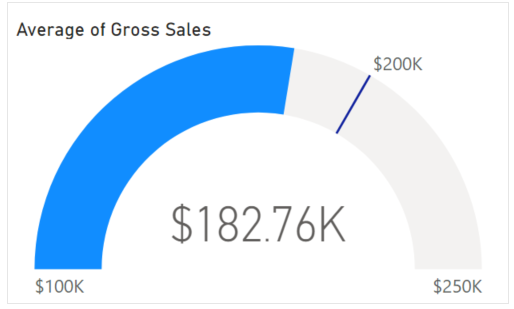 Average of Gross Sales
$200K
$182.76K
$100K
$250K